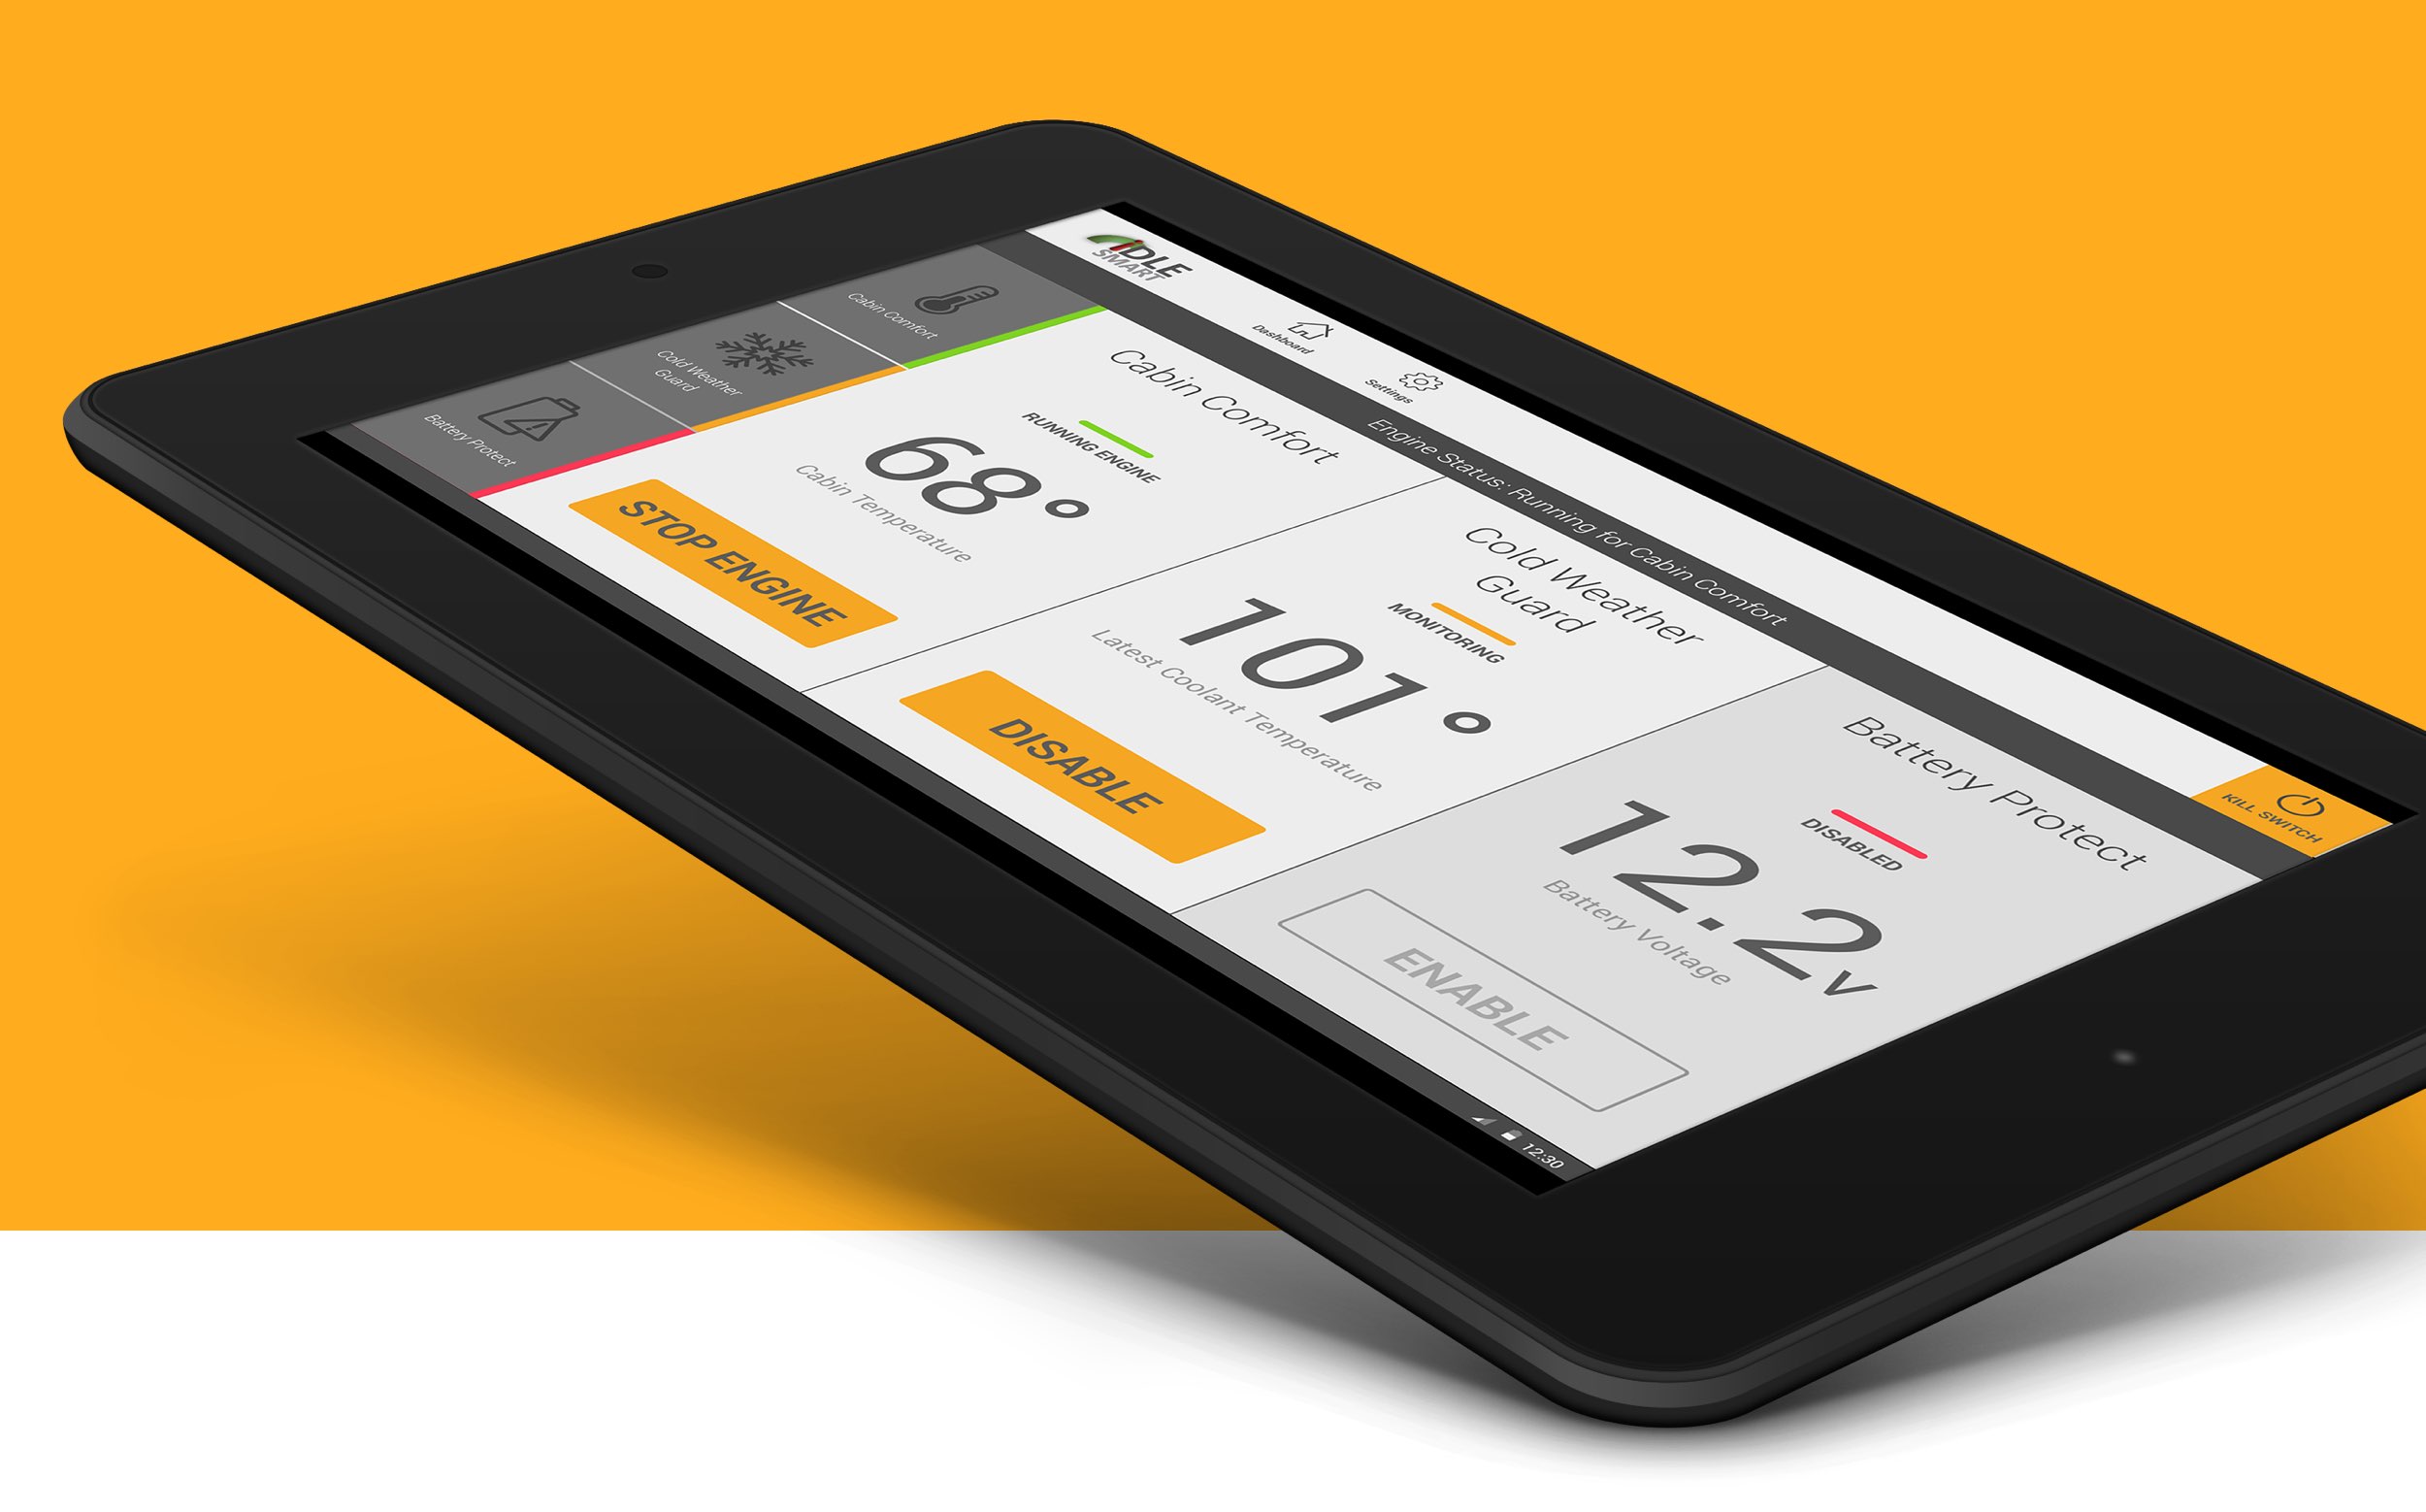 iDLE
SMART
Dashboard
Settings
KILL SWITCH
Engine Status: Running for Cabin Comfort
Cabin Comfort
Cold Weather
Guard
Battery Protect
Cabin Comfort
RUNNING ENGINE
68°
Cabin Temperature
STOP ENGINE
Cold Weather
Guard
MONITORING
101°
Latest Coolant Temperature
DISABLE
Battery Protect
DISABLED
12.2v
Battery Voltage
ENABLE
12:30